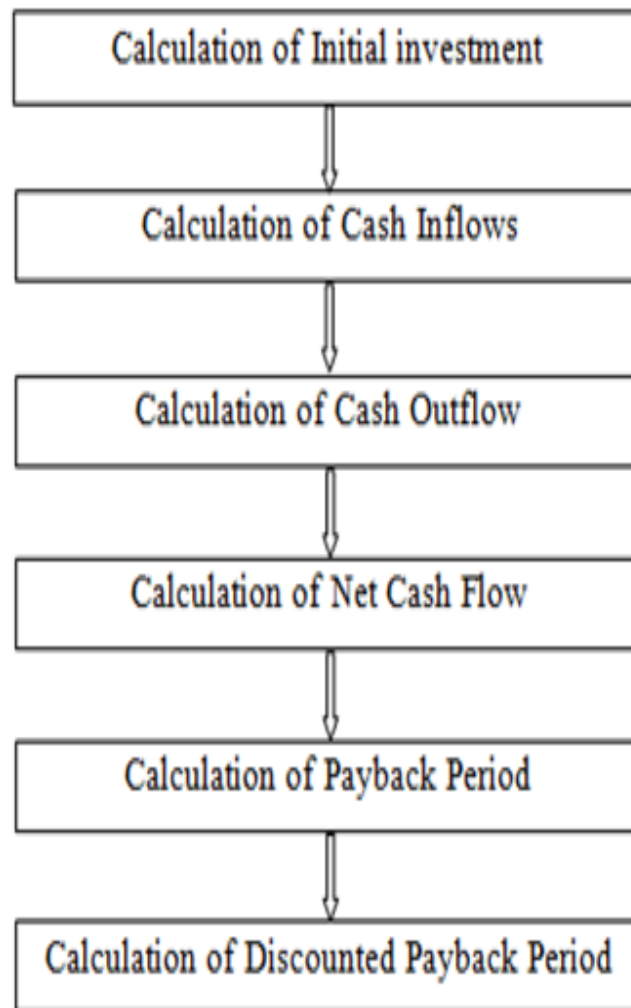 Calculation of Initial investment
Calculation of Cash Inflows
Calculation of Cash Outflow
Calculation of Net Cash Flow
Calculation of Payback Period
Calculation of Discounted Payback Period